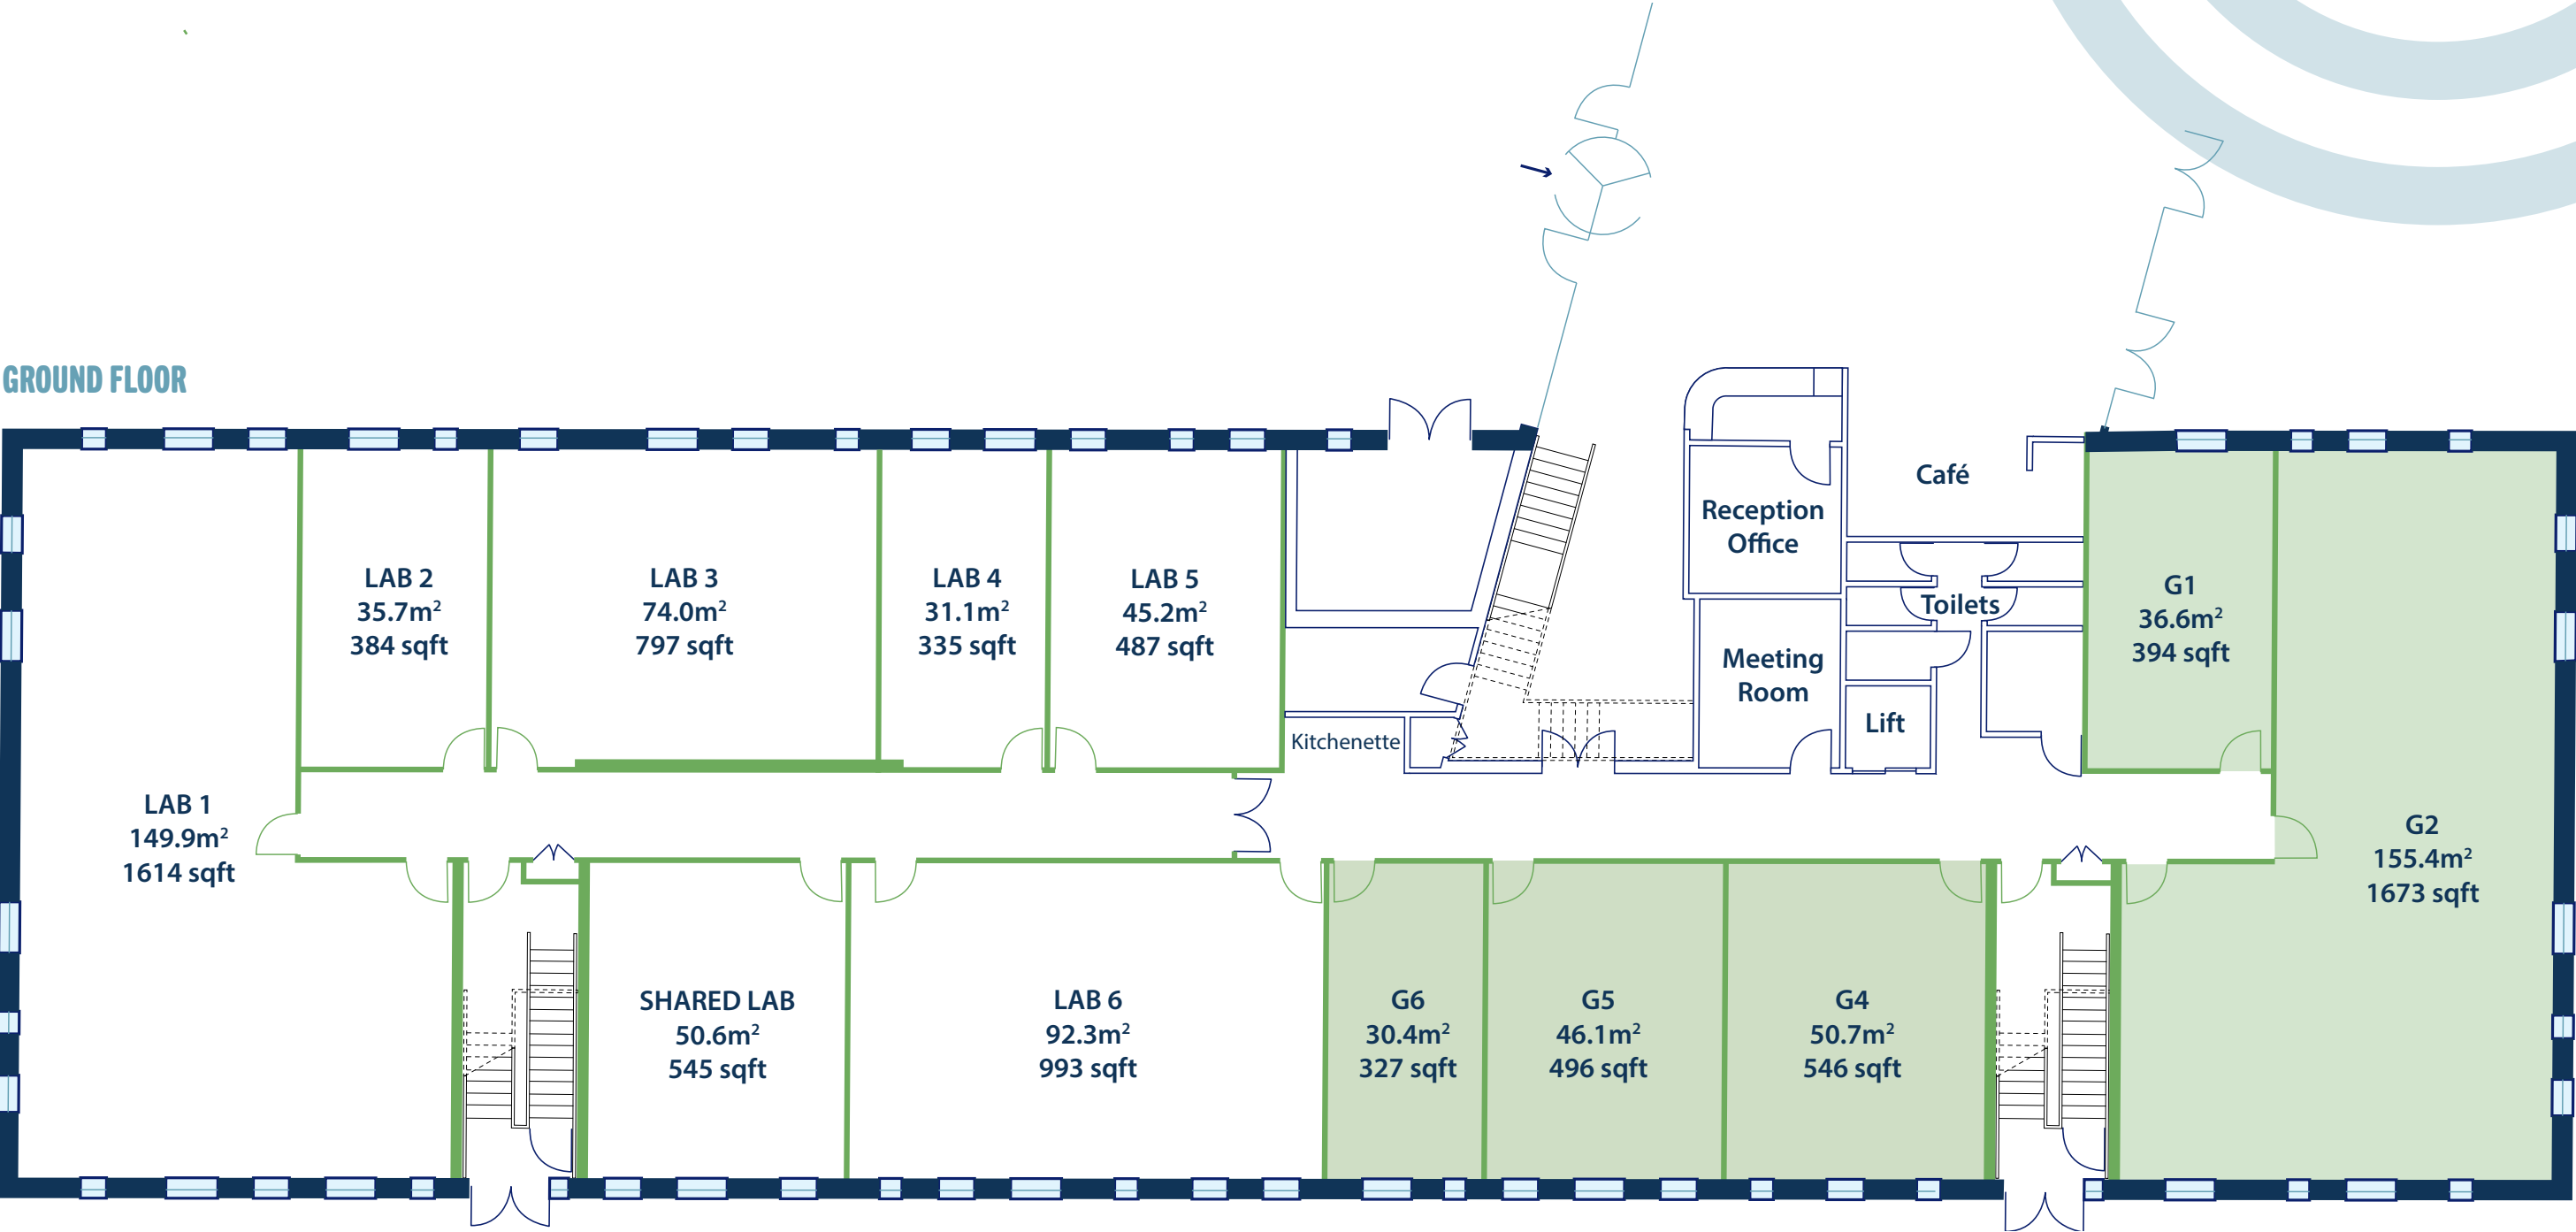 GROUND FLOOR
LAB 1
149.9m²
1614 sqft
LAB 2
35.7m²
384 sqft
LAB 3
74.0m²
797 sqft
LAB 4
31.1m²
335 sqft
LAB 5
45.2m²
487 sqft
Kitchenette
Reception
Office
Meeting
Room
Café
Toilets
Lift
G1
36.6m²
394 sqft
G2
155.4m²
1673 sqft
SHARED LAB
50.6m²
545 sqft
LAB 6
92.3m²
993 sqft
G6
30.4m²
327 sqft
G5
46.1m²
496 sqft
G4
50.7m²
546 sqft